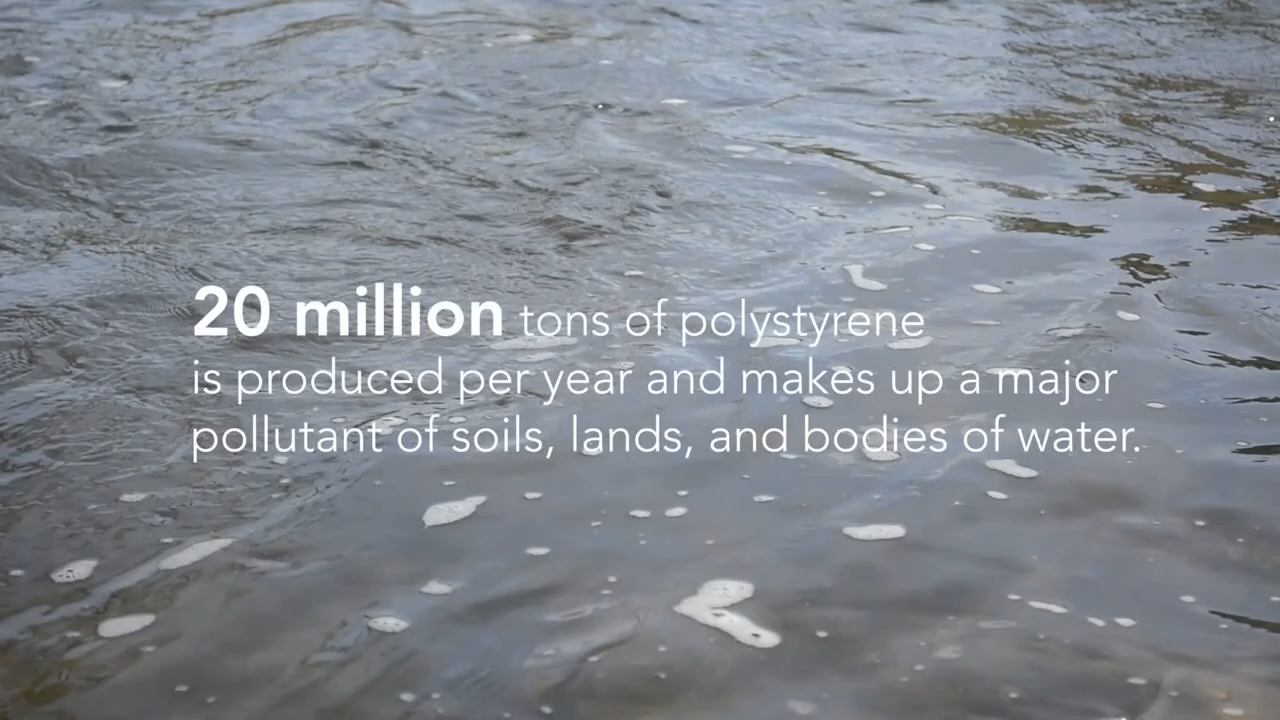 20 million tons of polystyrene
is produced per year and makes up a major
pollutant of soils, lands, and bodies of water.